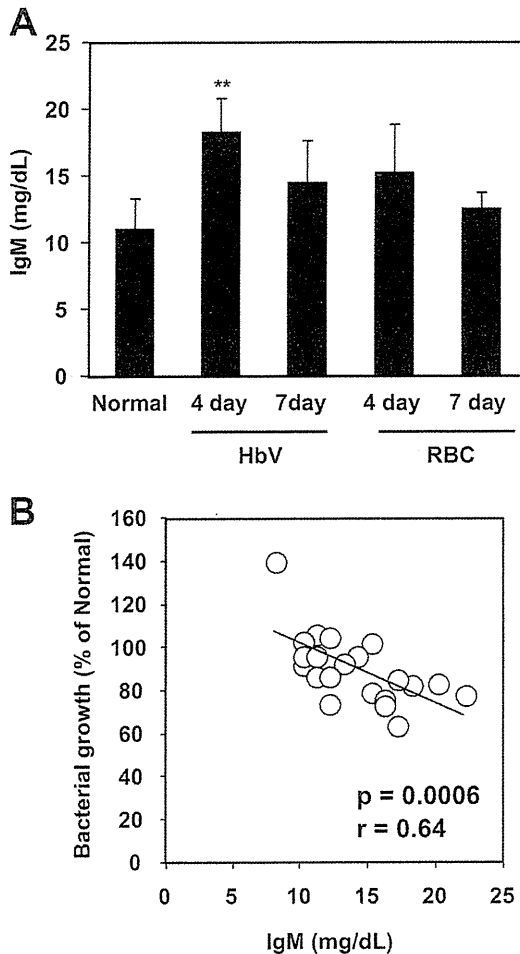 A
25
20
15
10
5
0
IgM (mg/dL)
**
Normal 4 day 7day 4 day 7 day
HbV RBC
B
160
140
120
100
80
60
40
20
0
Bacterial growth (% of Normal)
p = 0.0006
r = 0.64
0 5 10 15 20 25
IgM (mg/dL)